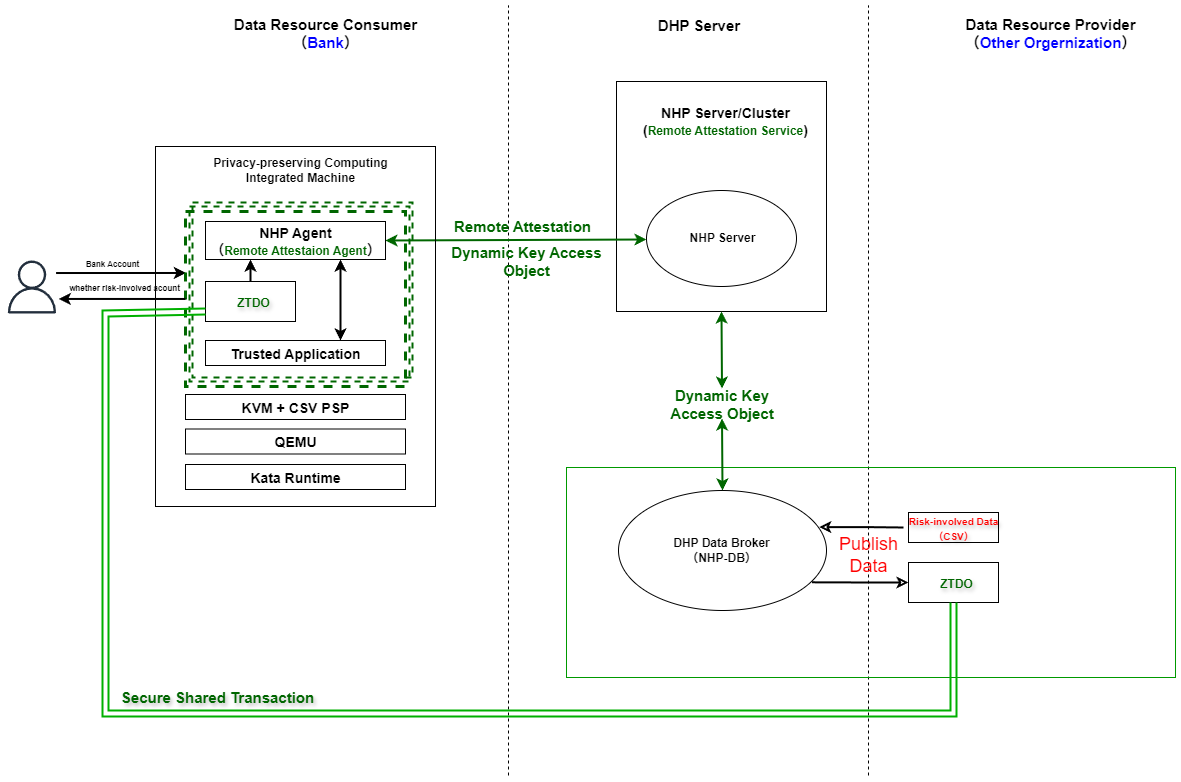 Data Resource Consumer
（Bank）
DHP Server
Data Resource Provider
（Other Orgernization）
NHP Server/Cluster
(Remote Attestation Service)
NHP Server
Privacy-preserving Computing
Integrated Machine
NHP Agent
（Remote Attestaion Agent）
ZTDO
Trusted Application
KVM + CSV PSP
QEMU
Kata Runtime
Bank Account
whether risk-involved acount
Remote Attestation
Dynamic Key Access
Object
Dynamic Key
Access Object
DHP Data Broker
（NHP-DB）
Publish
Data
Risk-involved Data
（CSV）
ZTDO
Secure Shared Transaction